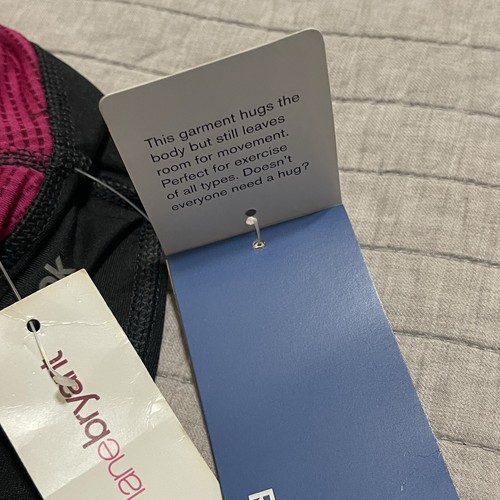 This garment hugs the
body but still leaves
room for movement.
Perfect for exercise
of all types. Doesn't
everyone need a hug?
lanebryant